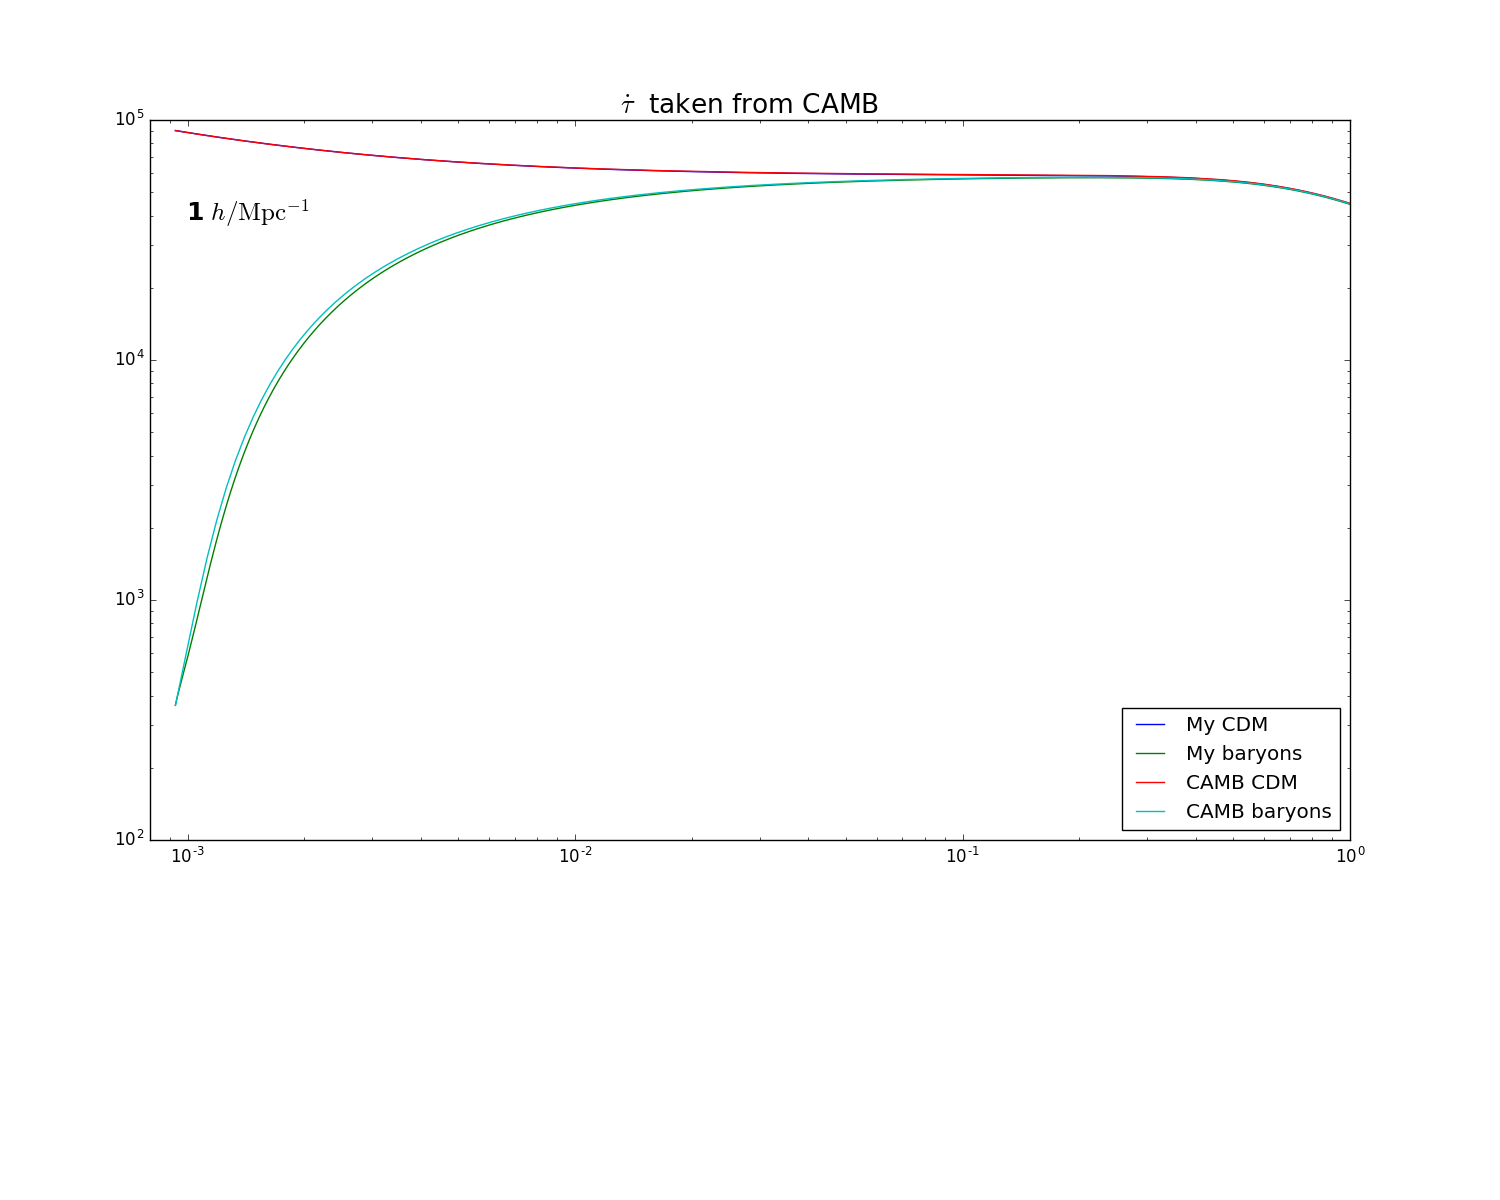 τ̇ taken from CAMB
10⁵
1 h/Mpc⁻¹
10⁴
10³
My CDM
My baryons
CAMB CDM
CAMB baryons
10²
10⁻³ 10⁻² 10⁻¹ 10⁰